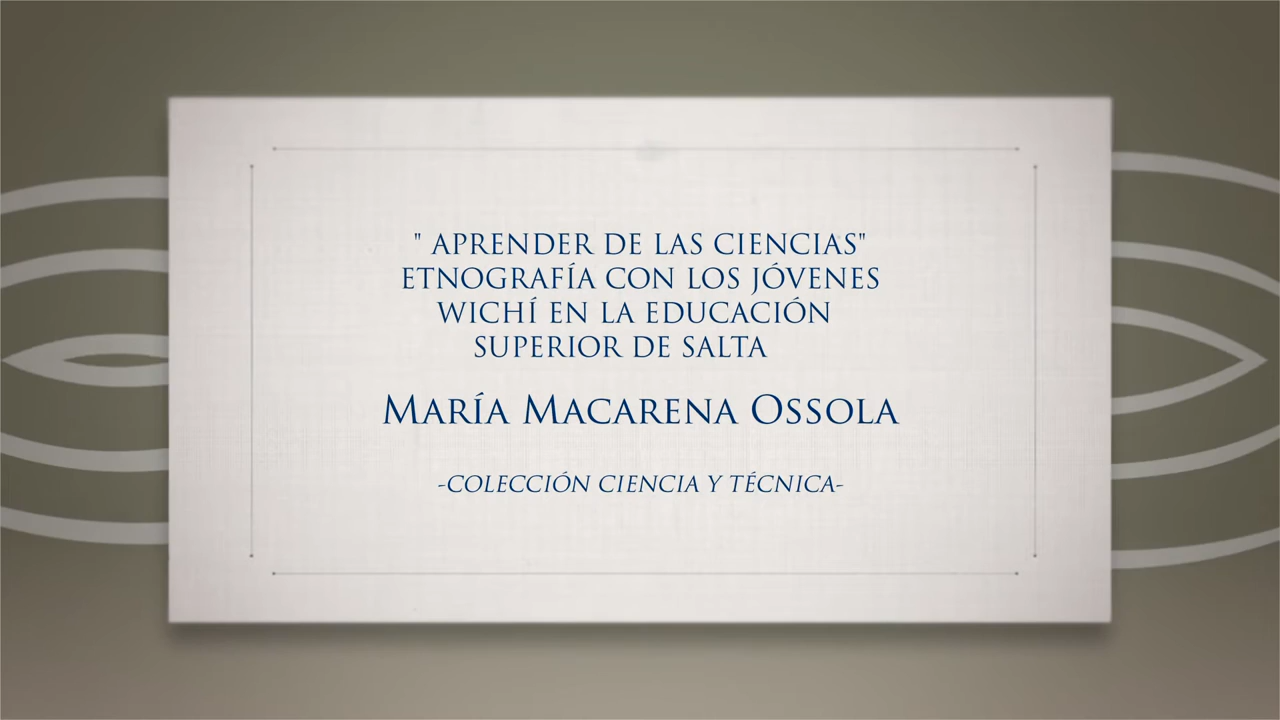 " APRENDER DE LAS CIENCIAS"
ETNOGRAFÍA CON LOS JÓVENES
WICHÍ EN LA EDUCACIÓN
SUPERIOR DE SALTA
MARÍA MACARENA OSSOLA
-COLECCIÓN CIENCIA Y TÉCNICA-